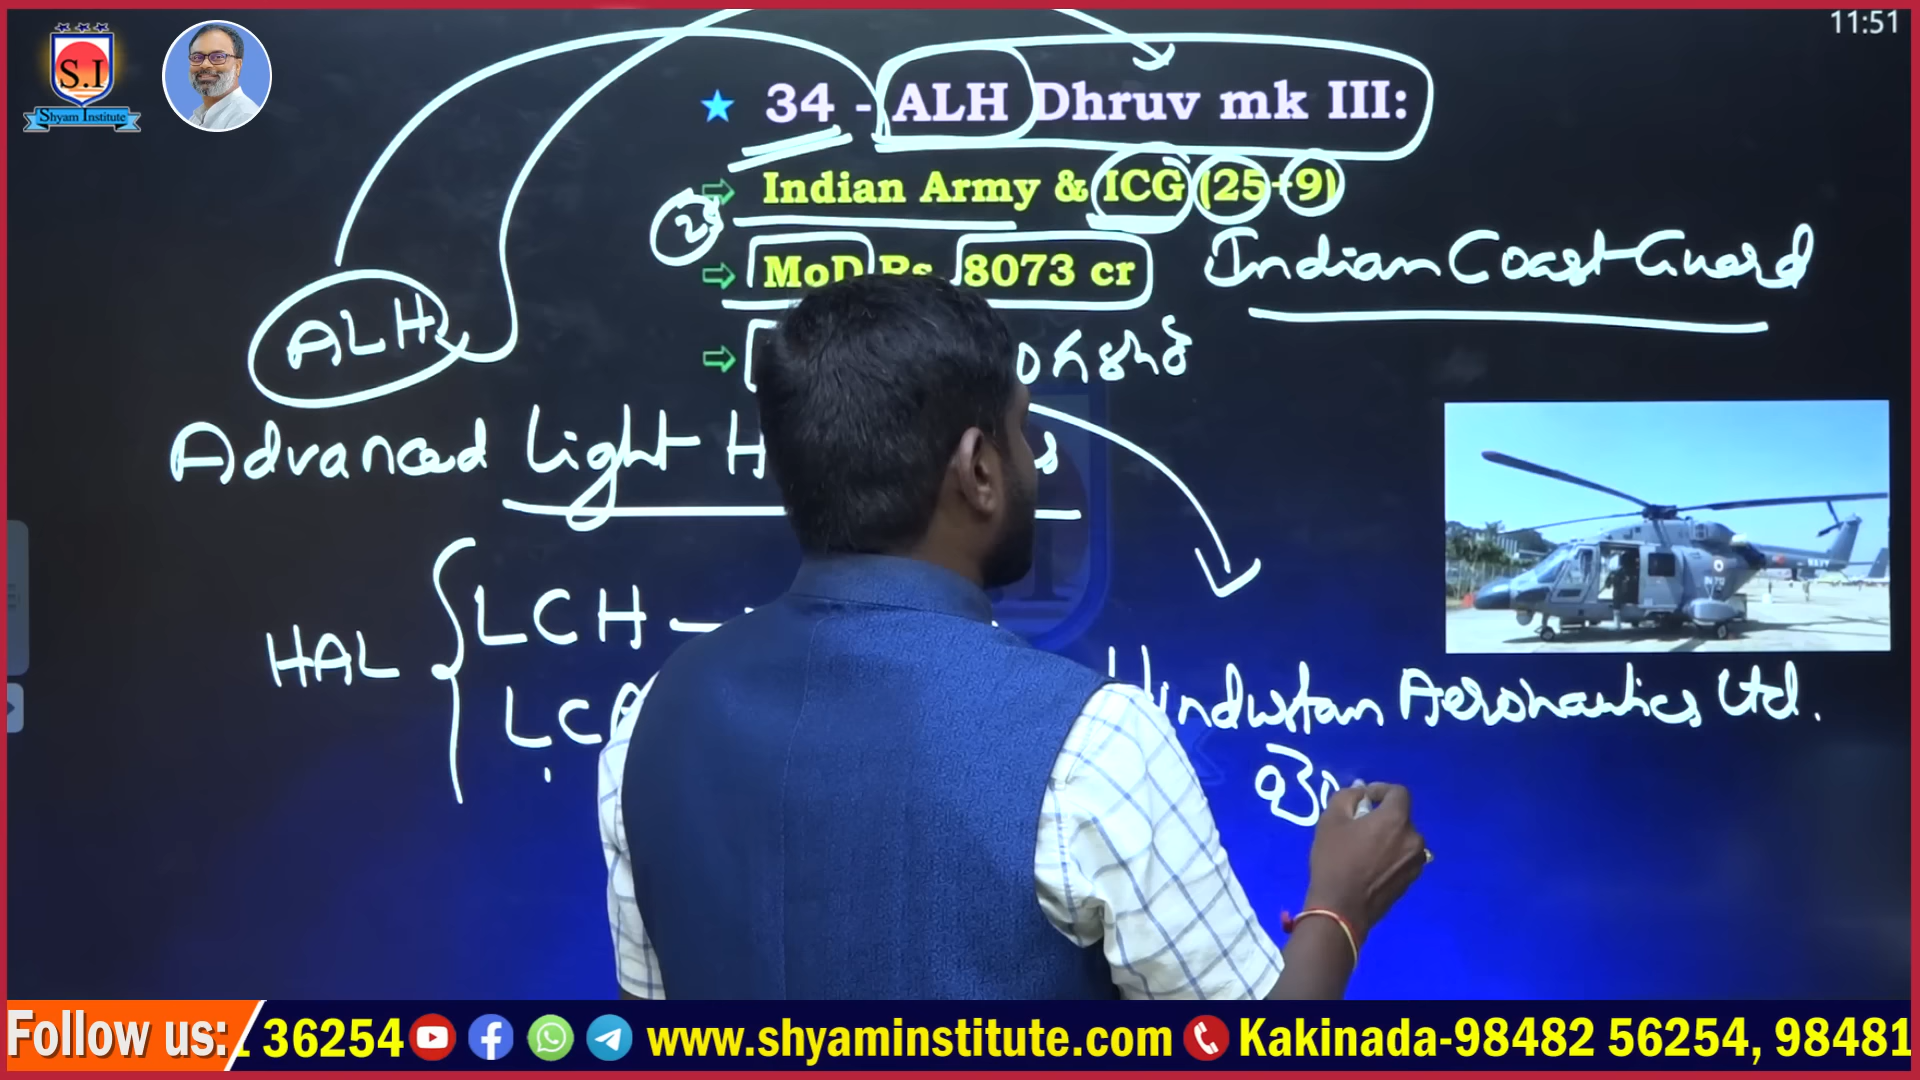 11:51
S.I
Shyam Institute
34 - ALH Dhruv mk III:
Indian Army & ICG (25+9)
2
MoD Rs. 8073 cr
Indian Coast Guard
ALH
Advanced Light H
HAL
LCH
LC
Hindustan Aeronautics Ltd.
Follow us:
36254
www.shyaminstitute.com
Kakinada-98482 56254, 98481